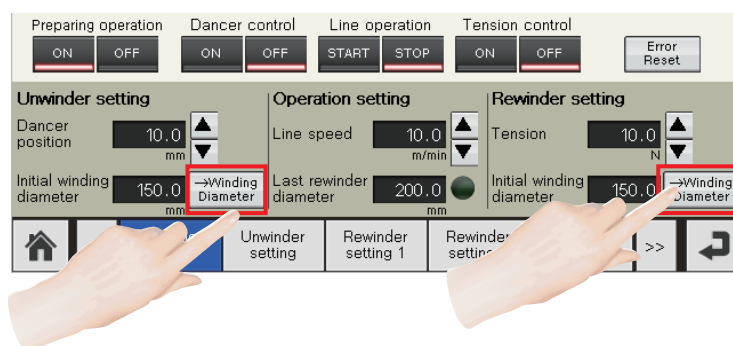 Preparing operation Dancer control Line operation Tension control
ON OFF ON OFF START STOP ON OFF Error
Reset
Unwinder setting Operation setting Rewinder setting
Dancer
position 10.0 mm
Line speed 10.0 m/min
Tension 10.0 N
Initial winding
diameter 150.0 mm
→Winding
Diameter
Last rewinder
diameter 200.0 mm
Initial winding
diameter 150.0
→Winding
Diameter
Unwinder
setting
Rewinder
setting 1
>>